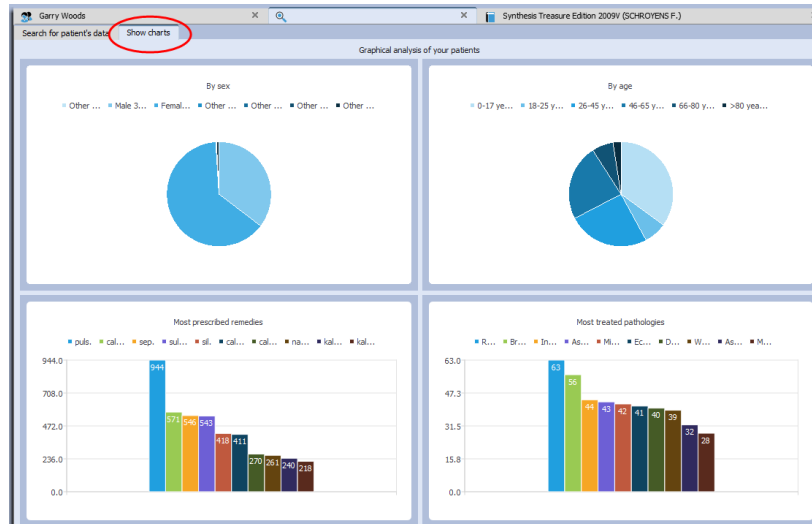 Garry Woods
Synthesis Treasure Edition 2009V (SCHROYENS F.)
Search for patient's data
Show charts
Graphical analysis of your patients
By sex
Other ... Male 3... Femal... Other ... Other ... Other ... Other ...
By age
0-17 ye... 18-25 y... 26-45 y... 46-65 y... 66-80 y... >80 yea...
Most prescribed remedies
puls. cal... sep. sul... sil. cal... cal... na... kal... kal...
944.0
708.0
472.0
236.0
0.0
944
571
546
543
418
411
270
261
240
218
Most treated pathologies
R... Br... In... As... Mi... Ec... D... W... As... M...
63.0
47.3
31.5
15.8
0.0
63
56
44
43
42
41
40
39
32
28